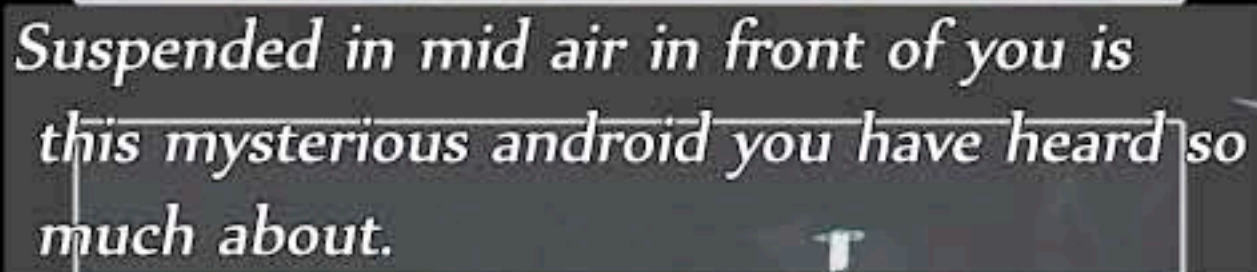 Suspended in mid air in front of you is
this mysterious android you have heard so
much about.